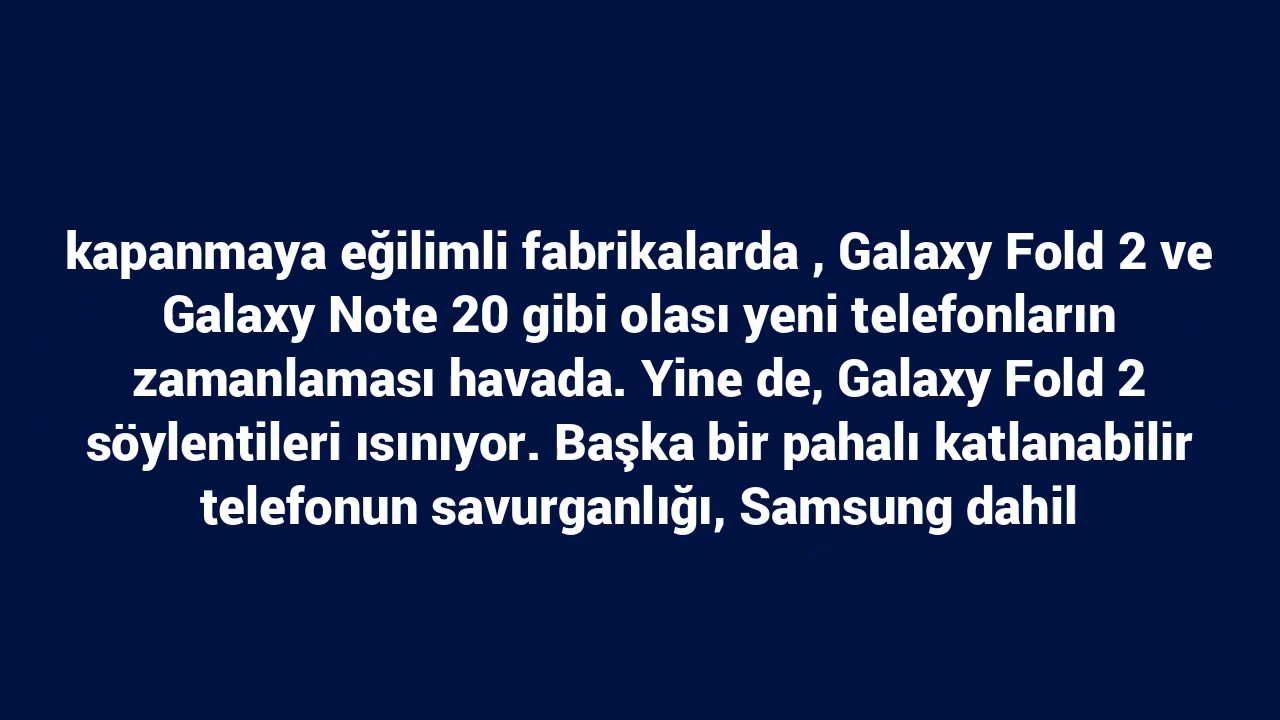 kapanmaya eğilimli fabrikalarda , Galaxy Fold 2 ve
Galaxy Note 20 gibi olası yeni telefonların
zamanlaması havada. Yine de, Galaxy Fold 2
söylentileri ısınıyor. Başka bir pahalı katlanabilir
telefonun savurganlığı, Samsung dahil